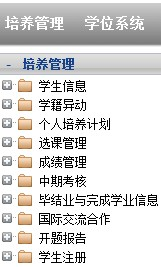 培养管理 学位系统
- 培养管理
学生信息
学籍异动
个人培养计划
选课管理
成绩管理
中期考核
毕结业与完成学业信息
国际交流合作
开题报告
学生注册